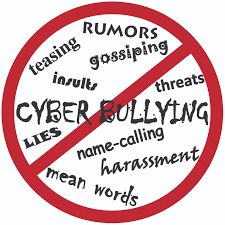 RUMORS
teasing
gossiping
insults
threats
CYBER BULLYING
LIES
name-calling
harassment
mean words